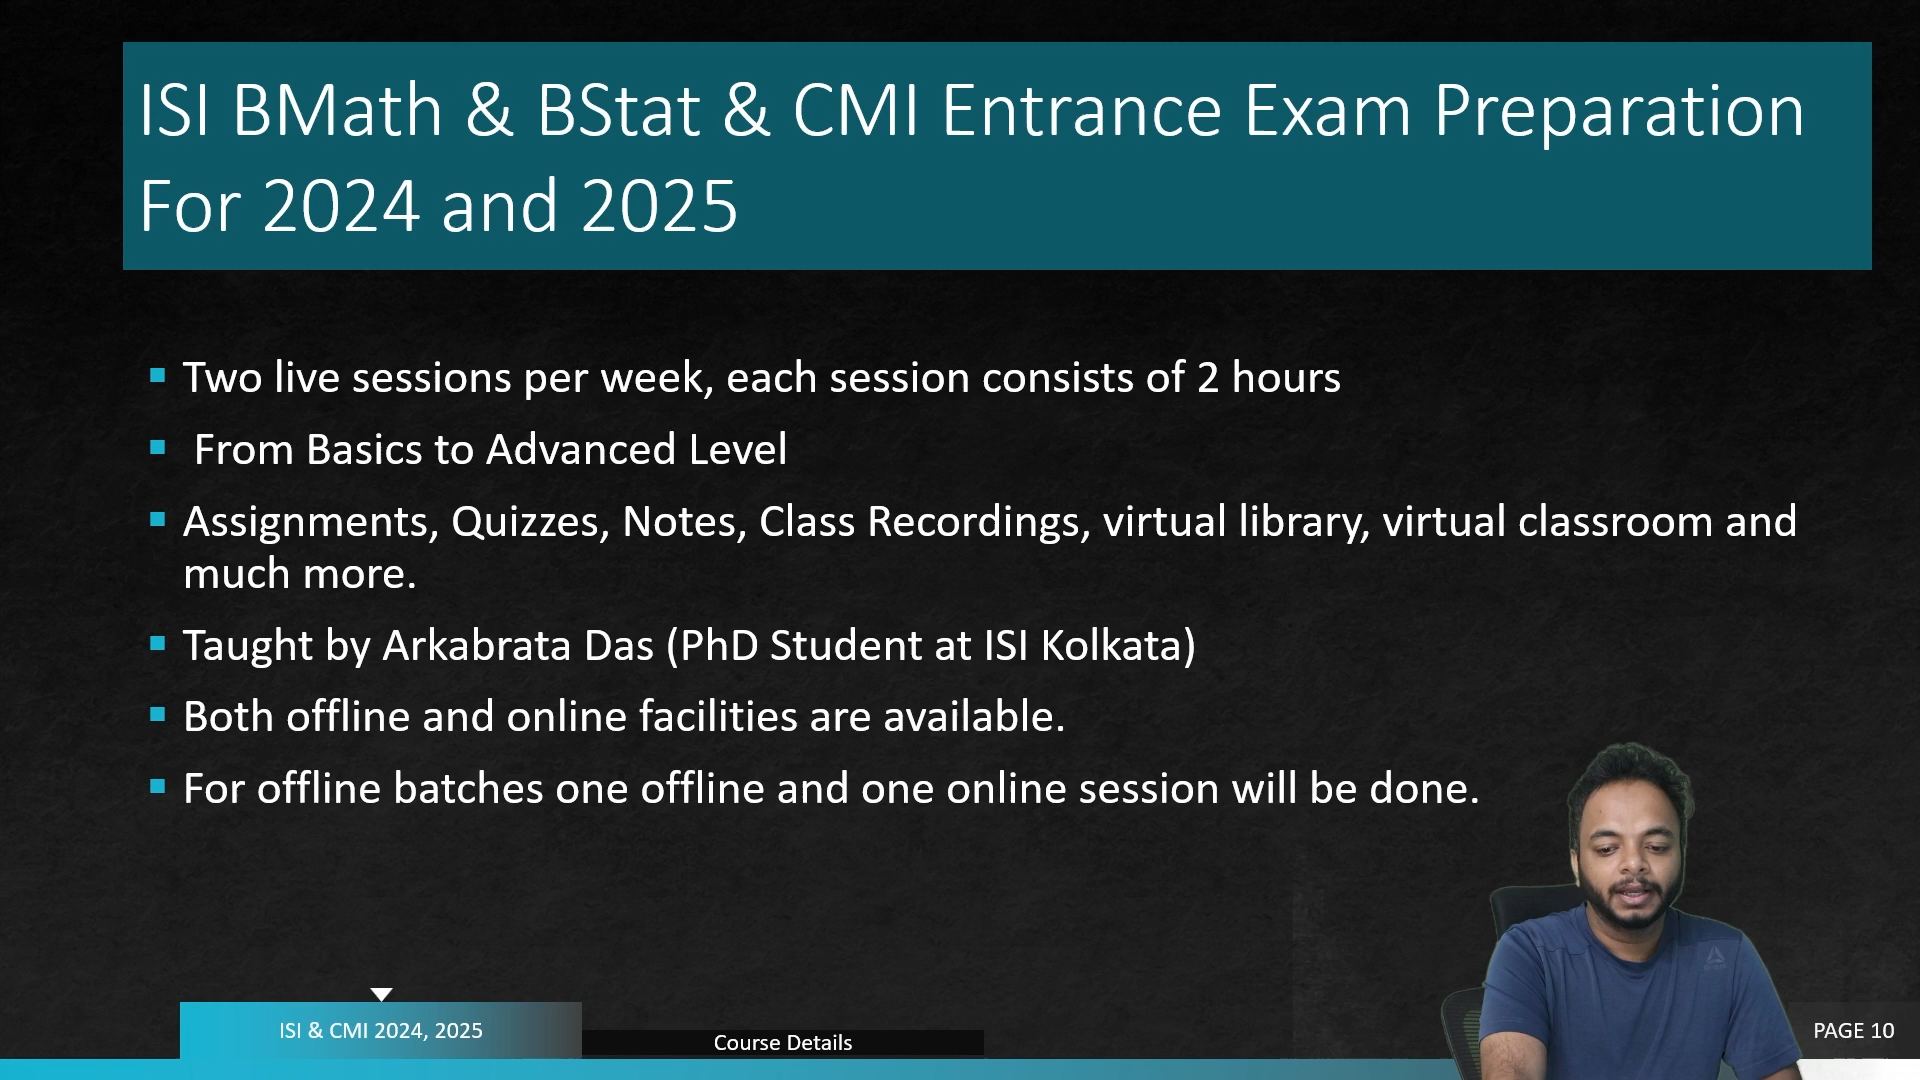 ISI BMath & BStat & CMI Entrance Exam Preparation
For 2024 and 2025
Two live sessions per week, each session consists of 2 hours
From Basics to Advanced Level
Assignments, Quizzes, Notes, Class Recordings, virtual library, virtual classroom and
much more.
Taught by Arkabrata Das (PhD Student at ISI Kolkata)
Both offline and online facilities are available.
For offline batches one offline and one online session will be done.
ISI & CMI 2024, 2025
Course Details
PAGE 10